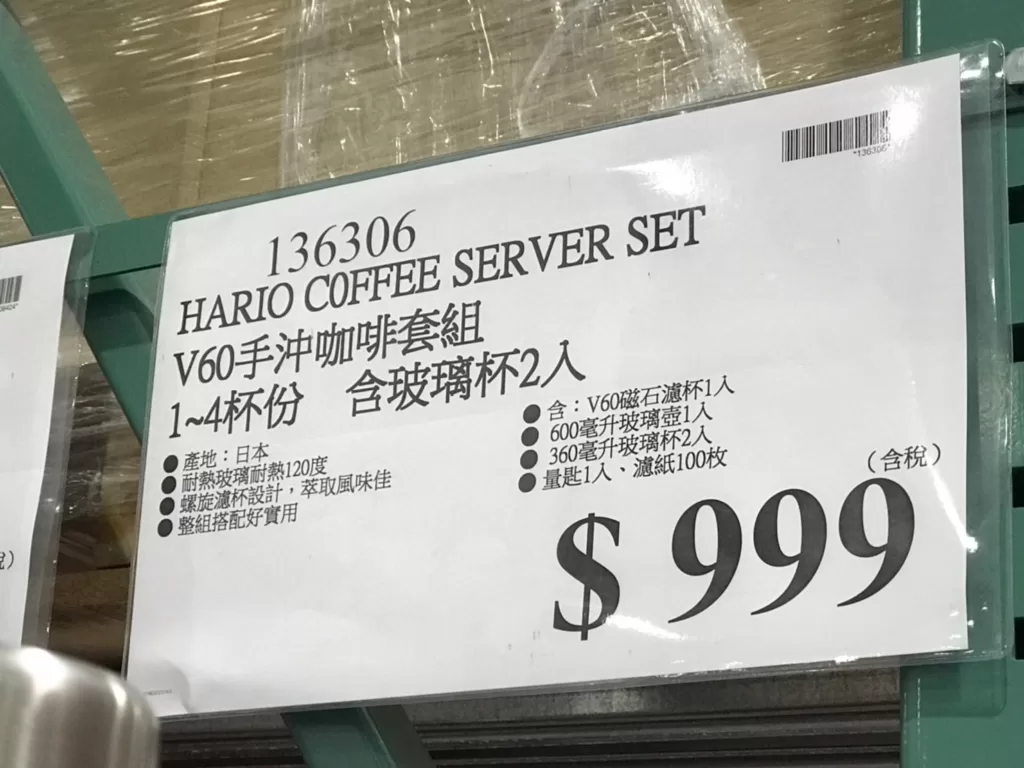 *136306*
136306
HARIO COFFEE SERVER SET
V60手沖咖啡套組
1~4杯份 含玻璃杯2入
● 產地：日本
● 耐熱玻璃耐熱120度
● 螺旋濾杯設計，萃取風味佳
● 整組搭配好實用
● 含：V60磁石濾杯1入
● 600毫升玻璃壺1入
● 360毫升玻璃杯2入
● 量匙1入、濾紙100枚
（含稅）
$ 999